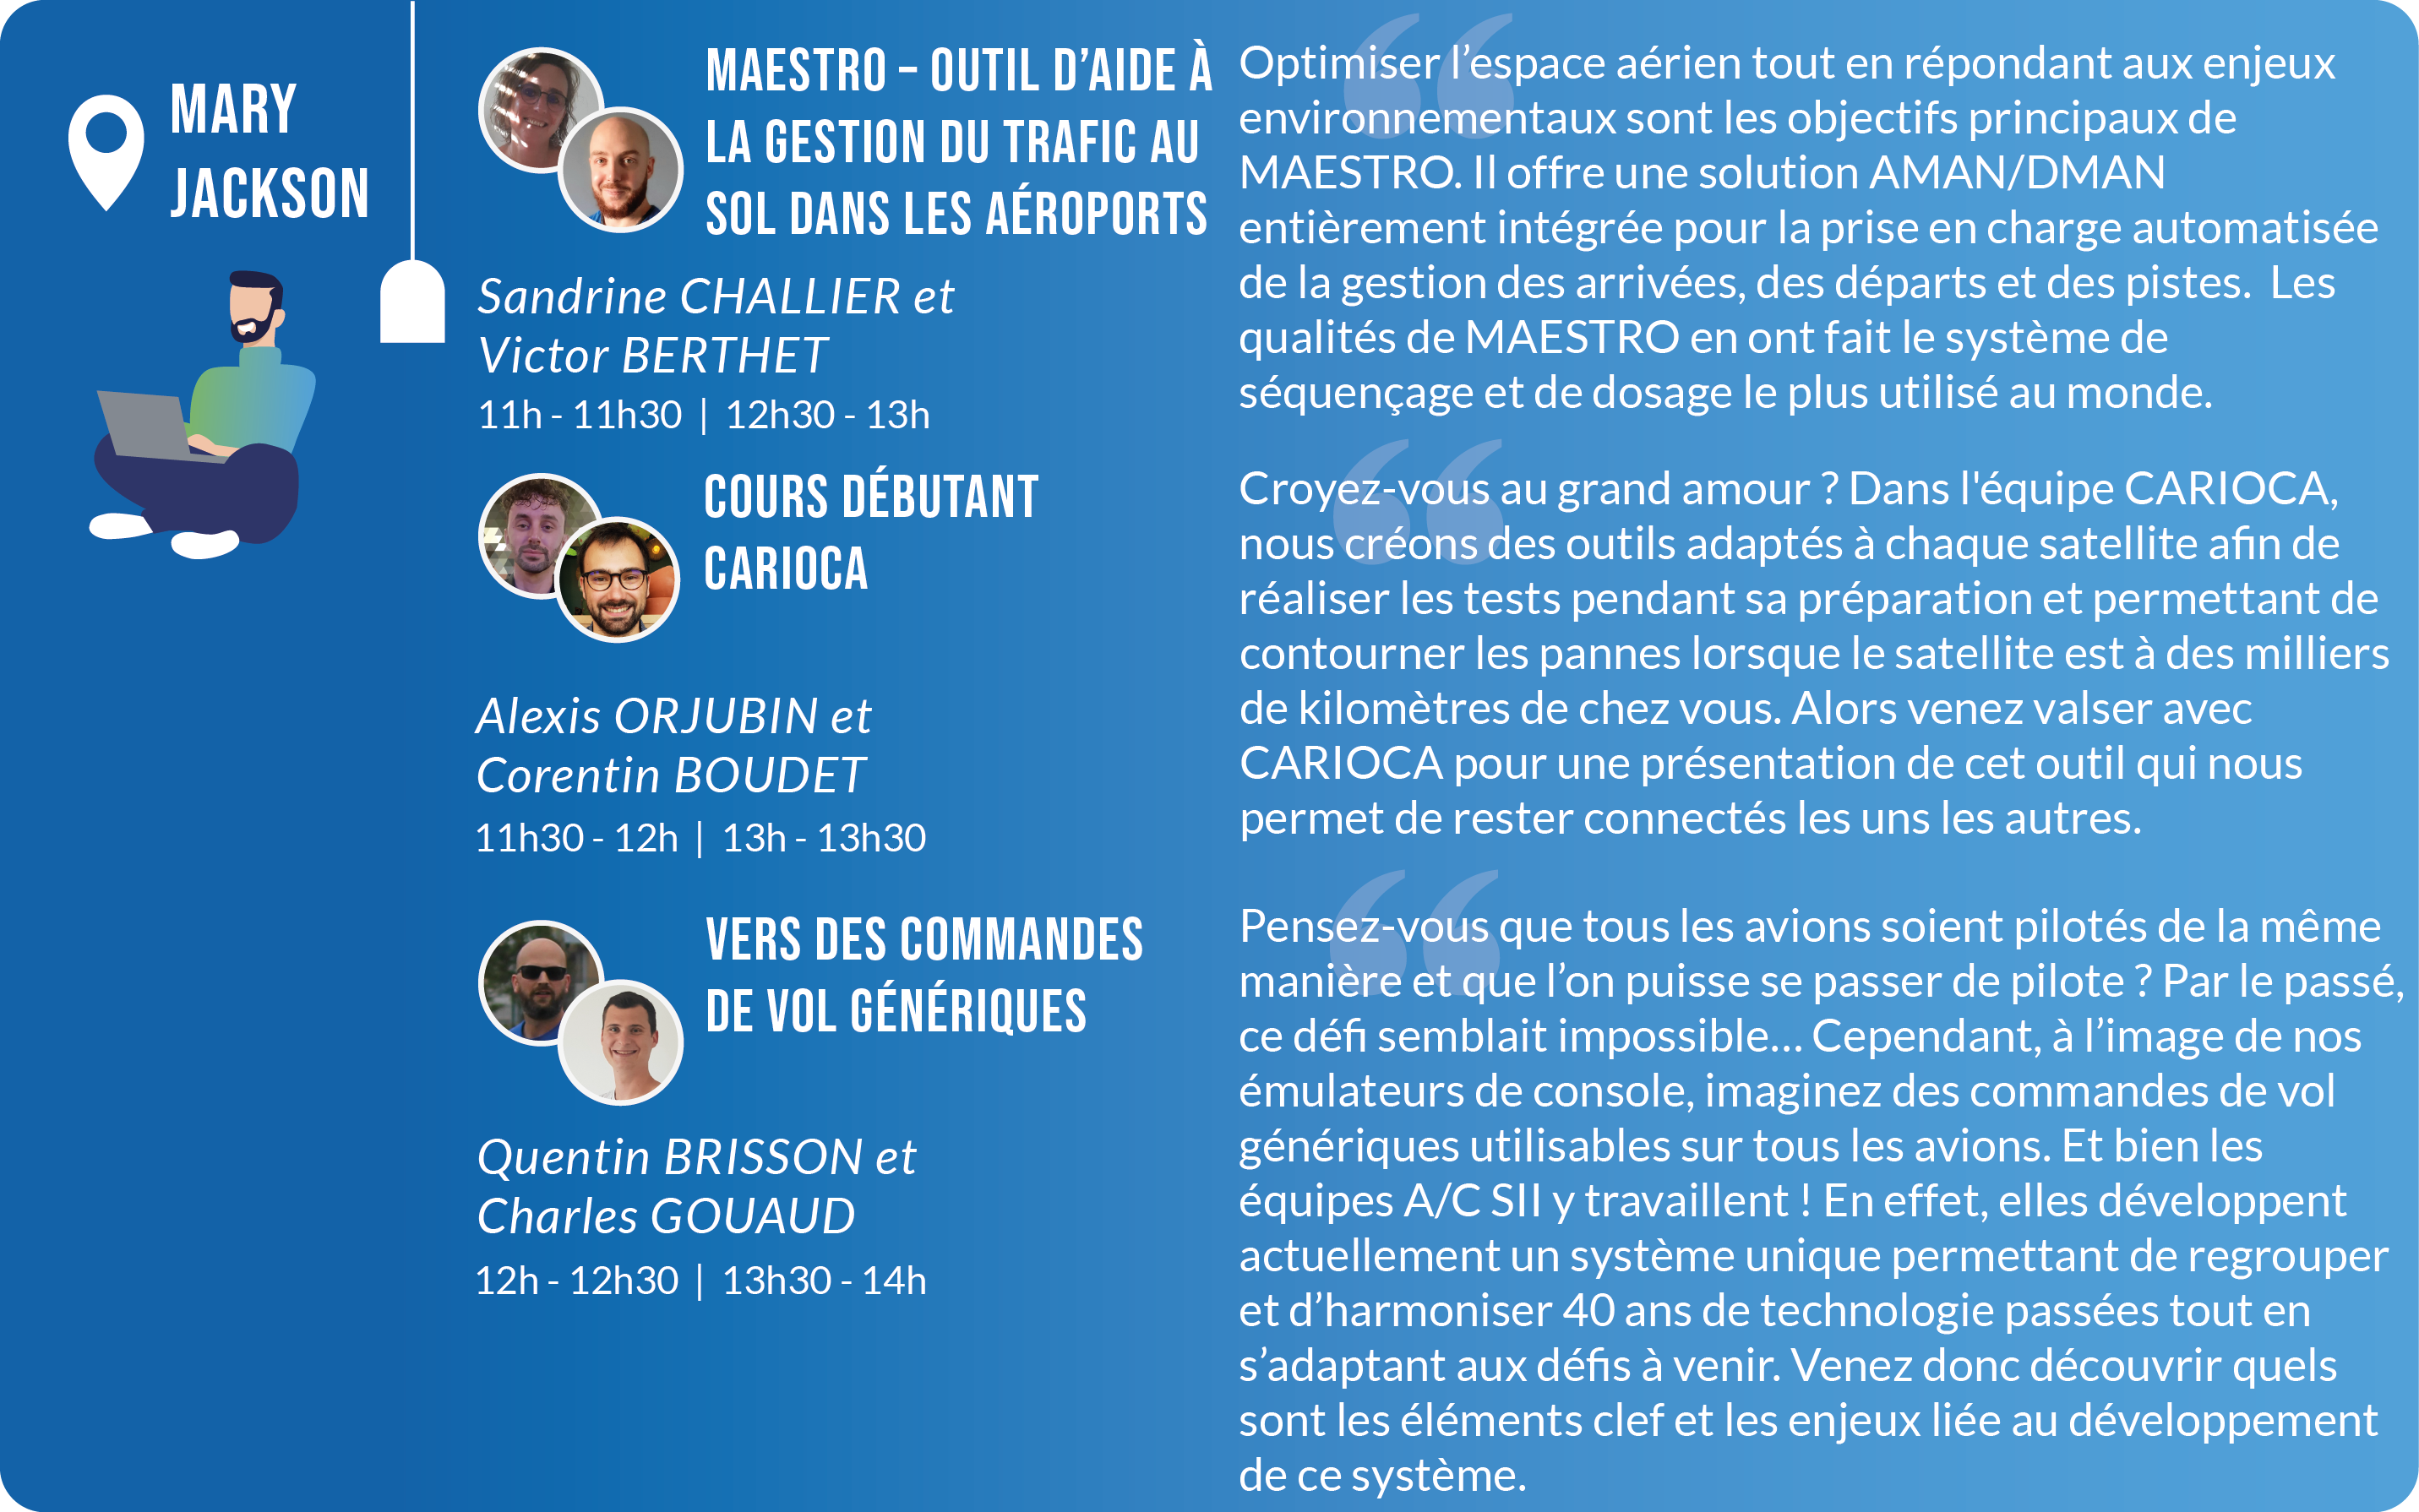 MARY
JACKSON
MAESTRO – OUTIL D’AIDE À
LA GESTION DU TRAFIC AU
SOL DANS LES AÉROPORTS
Sandrine CHALLIER et
Victor BERTHET
11h - 11h30 | 12h30 - 13h
Optimiser l’espace aérien tout en répondant aux enjeux
environnementaux sont les objectifs principaux de
MAESTRO. Il offre une solution AMAN/DMAN
entièrement intégrée pour la prise en charge automatisée
de la gestion des arrivées, des départs et des pistes.  Les
qualités de MAESTRO en ont fait le système de
séquençage et de dosage le plus utilisé au monde.
COURS DÉBUTANT
CARIOCA
Alexis ORJUBIN et
Corentin BOUDET
11h30 - 12h | 13h - 13h30
Croyez-vous au grand amour ? Dans l'équipe CARIOCA,
nous créons des outils adaptés à chaque satellite afin de
réaliser les tests pendant sa préparation et permettant de
contourner les pannes lorsque le satellite est à des milliers
de kilomètres de chez vous. Alors venez valser avec
CARIOCA pour une présentation de cet outil qui nous
permet de rester connectés les uns les autres.
VERS DES COMMANDES
DE VOL GÉNÉRIQUES
Quentin BRISSON et
Charles GOUAUD
12h - 12h30 | 13h30 - 14h
Pensez-vous que tous les avions soient pilotés de la même
manière et que l’on puisse se passer de pilote ? Par le passé,
ce défi semblait impossible... Cependant, à l’image de nos
émulateurs de console, imaginez des commandes de vol
génériques utilisables sur tous les avions. Et bien les
équipes A/C SII y travaillent ! En effet, elles développent
actuellement un système unique permettant de regrouper
et d’harmoniser 40 ans de technologie passées tout en
s’adaptant aux défis à venir. Venez donc découvrir quels
sont les éléments clef et les enjeux liée au développement
de ce système.